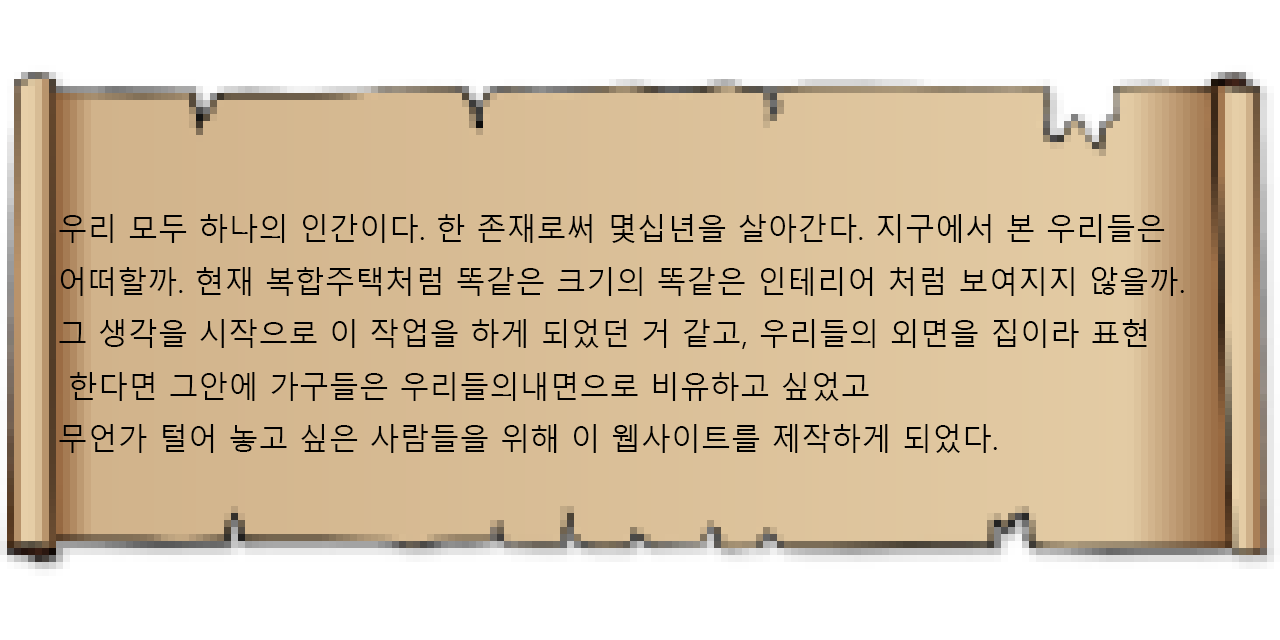 우리 모두 하나의 인간이다. 한 존재로써 몇십년을 살아간다. 지구에서 본 우리들은
어떠할까. 현재 복합주택처럼 똑같은 크기의 똑같은 인테리어 처럼 보여지지 않을까.
그 생각을 시작으로 이 작업을 하게 되었던 거 같고, 우리들의 외면을 집이라 표현
한다면 그안에 가구들은 우리들의내면으로 비유하고 싶었고
무언가 털어 놓고 싶은 사람들을 위해 이 웹사이트를 제작하게 되었다.